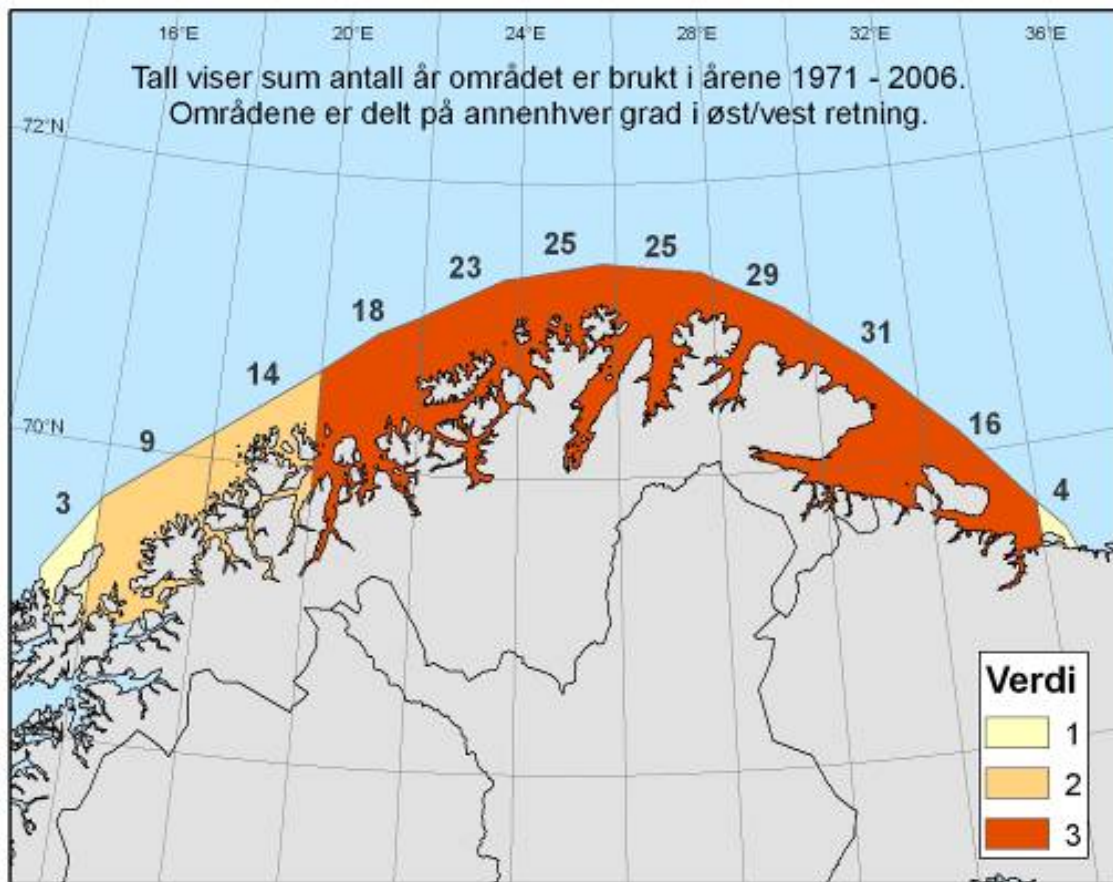 16°E 20°E 24°E 28°E 32°E 36°E
Tall viser sum antall år området er brukt i årene 1971 - 2006.
Områdene er delt på annenhver grad i øst/vest retning.
72°N
25 25
23 29
18 31
14
16
70°N
9
3 4
Verdi
1
2
3